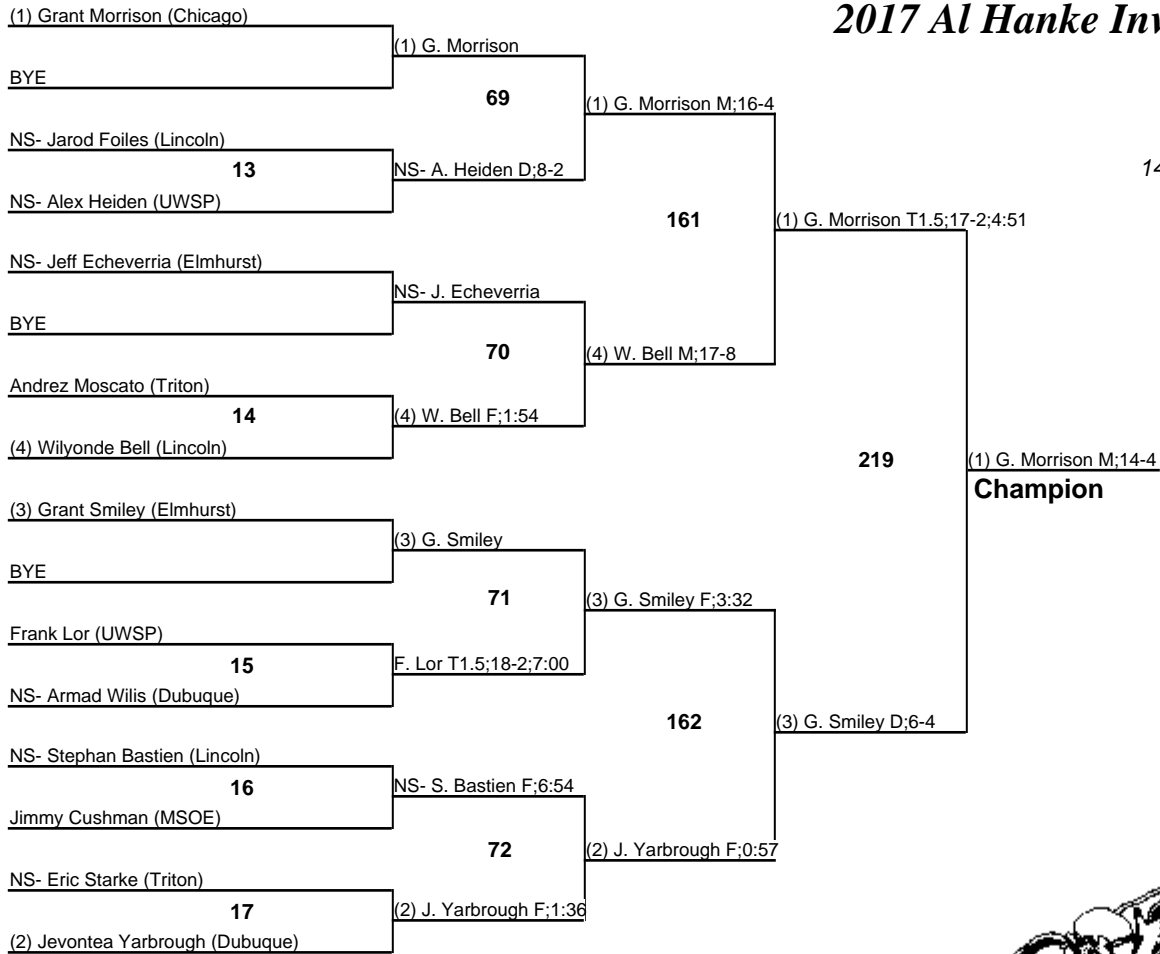 2017 Al Hanke Inv
(1) Grant Morrison (Chicago)
(1) G. Morrison
BYE
69
(1) G. Morrison M;16-4
NS- Jarod Foiles (Lincoln)
13
NS- A. Heiden D;8-2
14
NS- Alex Heiden (UWSP)
161
(1) G. Morrison T1.5;17-2;4:51
NS- Jeff Echeverria (Elmhurst)
NS- J. Echeverria
BYE
70
(4) W. Bell M;17-8
Andrez Moscato (Triton)
14
(4) W. Bell F;1:54
(4) Wilyonde Bell (Lincoln)
219
(1) G. Morrison M;14-4
Champion
(3) Grant Smiley (Elmhurst)
(3) G. Smiley
BYE
71
(3) G. Smiley F;3:32
Frank Lor (UWSP)
15
F. Lor T1.5;18-2;7:00
NS- Armad Wilis (Dubuque)
162
(3) G. Smiley D;6-4
NS- Stephan Bastien (Lincoln)
16
NS- S. Bastien F;6:54
Jimmy Cushman (MSOE)
72
(2) J. Yarbrough F;0:57
NS- Eric Starke (Triton)
17
(2) J. Yarbrough F;1:36
(2) Jevontea Yarbrough (Dubuque)